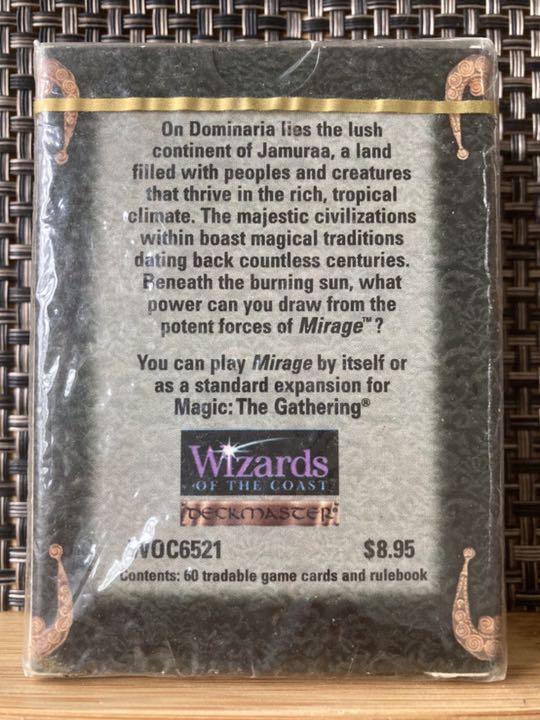 On Dominaria lies the lush
continent of Jamuraa, a land
filled with peoples and creatures
that thrive in the rich, tropical
climate. The majestic civilizations
within boast magical traditions
dating back countless centuries.
Beneath the burning sun, what
power can you draw from the
potent forces of Mirage™?
You can play Mirage by itself or
as a standard expansion for
Magic: The Gathering®
Wizards
OF THE COAST
DECKMASTER
WOC6521 $8.95
Contents: 60 tradable game cards and rulebook